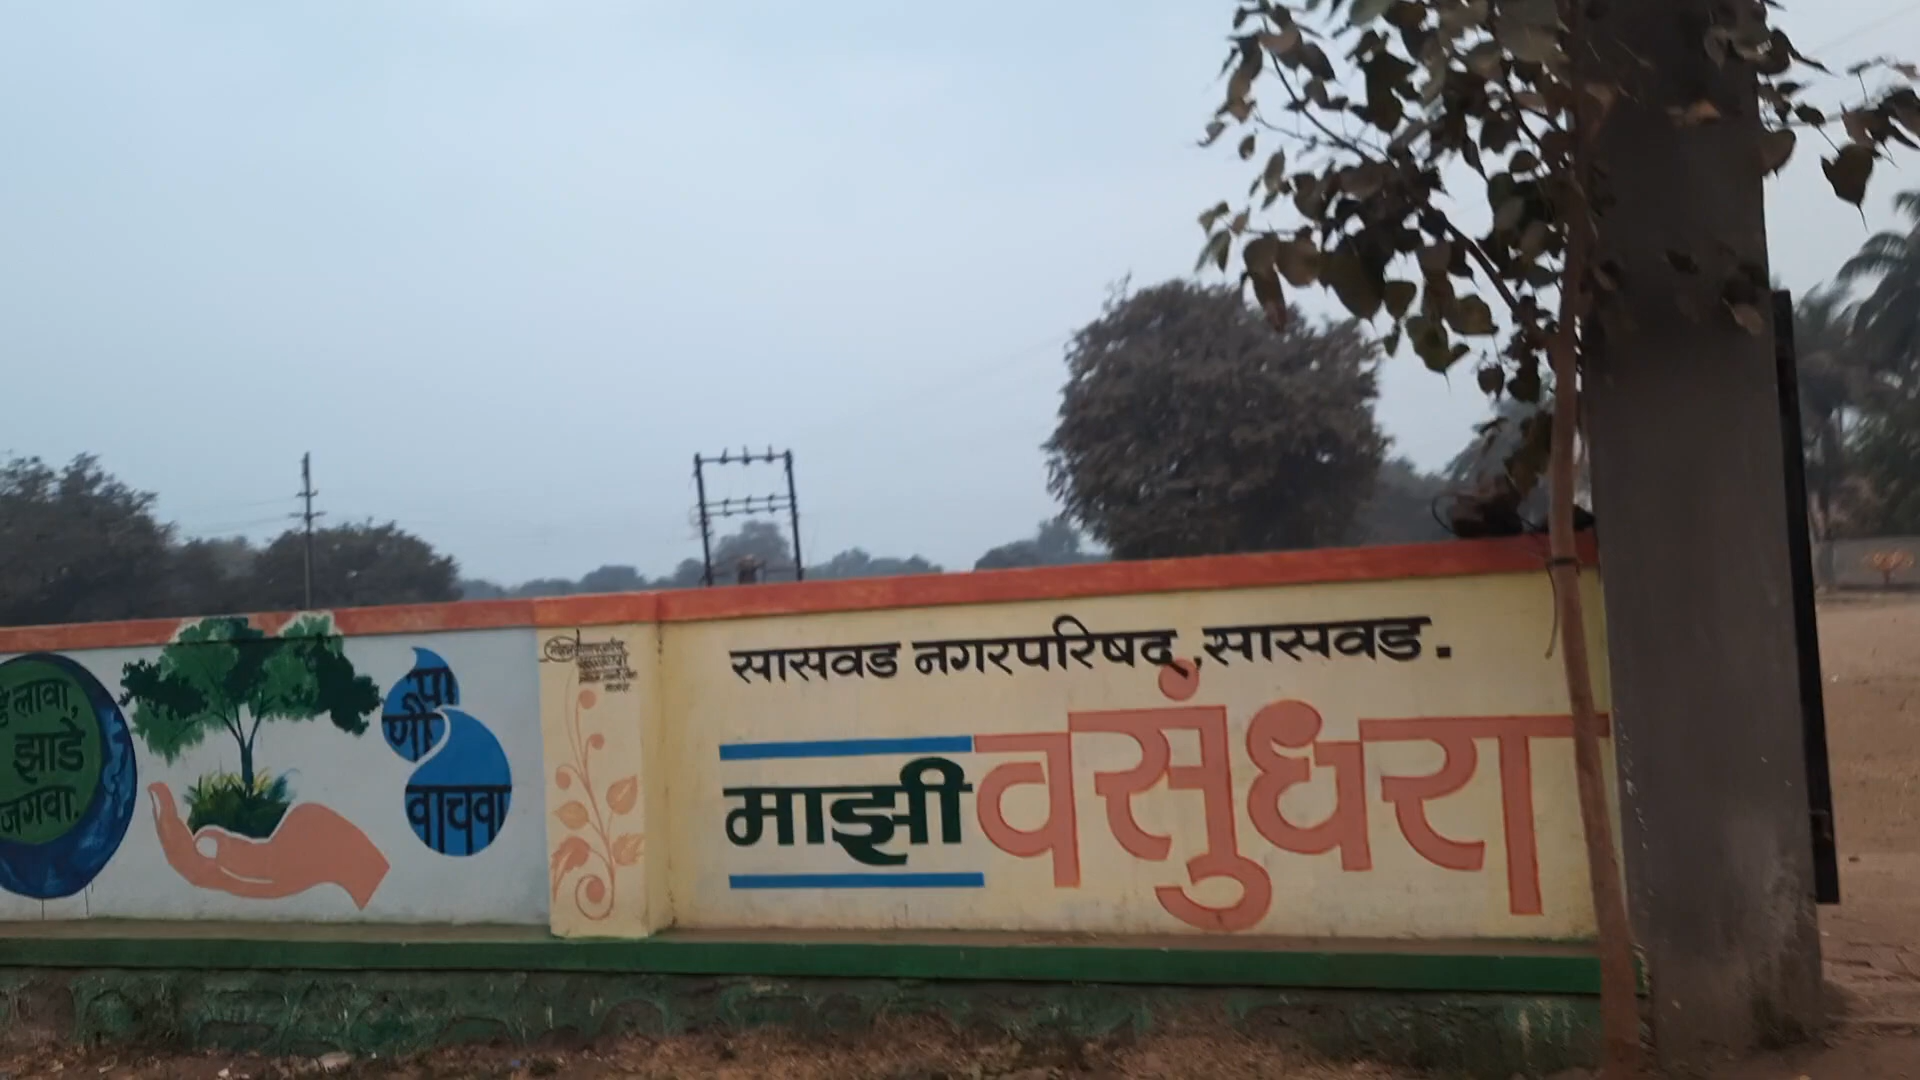 लावा,
झाडे
जगवा.
पाणी
वाचवा
सासवड नगरपरिषद, सासवड.
माझी वसुंधरा